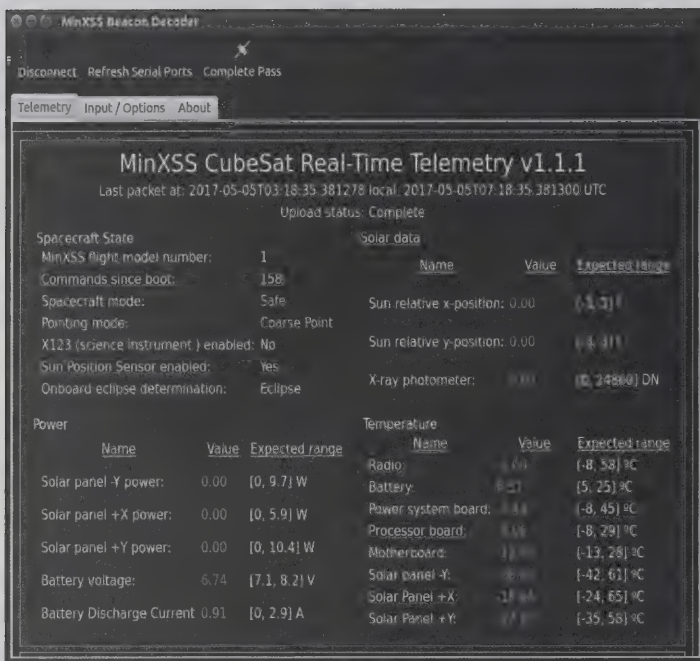 MinXSS Beacon Decoder
Disconnect Refresh Serial Ports Complete Pass
Telemetry Input / Options About
MinXSS CubeSat Real-Time Telemetry v1.1.1
Last packet at: 2017-05-05T03:18:35.381278 local, 2017-05-05T07:18:35.381300 UTC
Upload status: Complete
Spacecraft State
MinXSS flight model number: 1
Commands since boot: 158
Spacecraft mode: Safe
Pointing mode: Coarse Point
X123 (science instrument ) enabled: No
Sun Position Sensor enabled: Yes
Onboard eclipse determination: Eclipse
Solar data
Name Value Expected range
Sun relative x-position: 0.00
Sun relative y-position: 0.00
X-ray photometer: [0, 24860] DN
Power
Name Value Expected range
Solar panel -Y power: 0.00 [0, 9.7] W
Solar panel +X power: 0.00 [0, 5.9] W
Solar panel +Y power: 0.00 [0, 10.4] W
Battery voltage: 6.74 [7.1, 8.2] V
Battery Discharge Current 0.91 [0, 2.9] A
Temperature
Name Value Expected range
Radio: [-8, 58] ºC
Battery: [5, 25] ºC
Power system board: [-8, 45] ºC
Processor board: [-8, 29] ºC
Motherboard: [-13, 28] ºC
Solar panel -Y: [-42, 61] ºC
Solar Panel +X: [-24, 65] ºC
Solar Panel +Y: [-35, 58] ºC